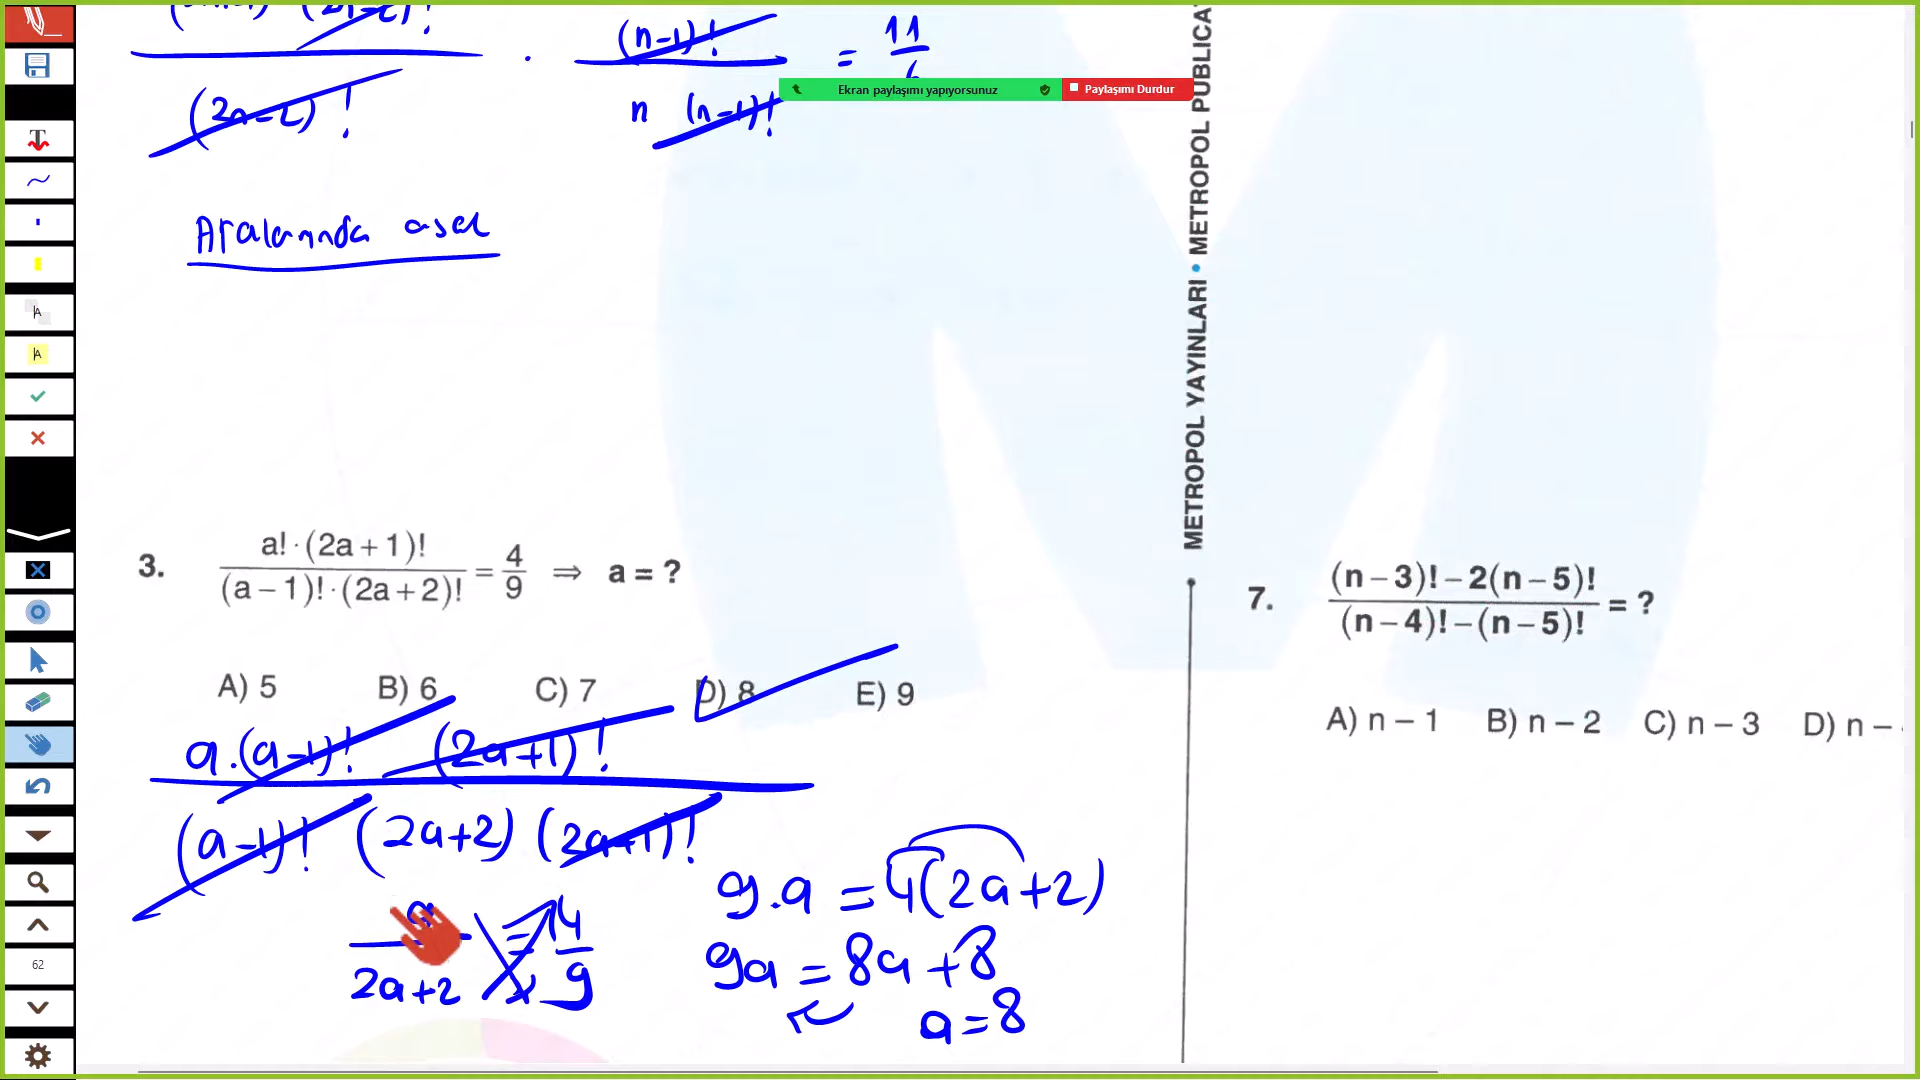 (n-1)!
= 11
(2n-2)! n (n-1)!
Ekran paylaşımı yapıyorsunuz
Paylaşımı Durdur
Aralarında asal
METROPOL YAYINLARI • METROPOL PUBLICA
3. a! · (2a + 1)! / (a – 1)! · (2a + 2)! = 4/9 ⇒ a = ?
A) 5 B) 6 C) 7 D) 8 E) 9
a.(a-1)! (2a+1)!
(a-1)! (2a+2) (2a+1)!
a / 2a+2 = 4/9
9.a = 4(2a+2)
9a = 8a + 8
a = 8
7. (n – 3)! – 2(n – 5)! / (n – 4)! – (n – 5)! = ?
A) n – 1 B) n – 2 C) n – 3 D) n –
62